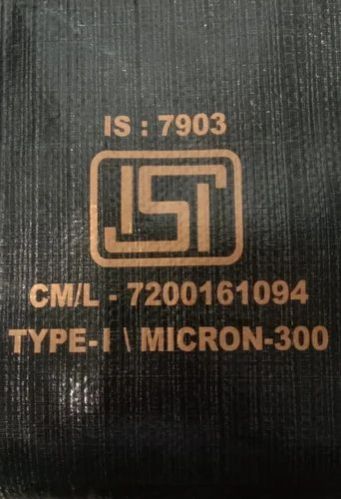 IS : 7903
ISI
CM/L - 7200161094
TYPE-I \ MICRON-300